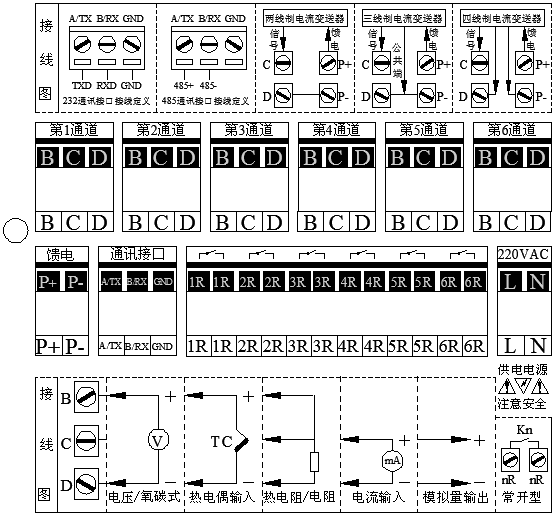 接线图
A/TX B/RX GND
TXD RXD GND
232通讯接口 接线定义
A/TX B/RX GND
485+ 485-
485通讯接口 接线定义
两线制电流变送器
信号 馈电
C P+
D P-
三线制电流变送器
信号 公共端 馈电
C P+
D P-
四线制电流变送器
信号 馈电
C P+
D P-
第1通道 第2通道 第3通道 第4通道 第5通道 第6通道
B C D B C D B C D B C D B C D B C D
B C D B C D B C D B C D B C D B C D
馈电 通讯接口 220VAC
P+ P- A/TX B/RX GND 1R 1R 2R 2R 3R 3R 4R 4R 5R 5R 6R 6R L N
P+ P- A/TX B/RX GND 1R 1R 2R 2R 3R 3R 4R 4R 5R 5R 6R 6R L N
供电电源
注意安全
接线图
B + + + +
C V TC mA
D - - - -
电压/氧碳式 热电偶输入 热电阻/电阻 电流输入 模拟量输出
Kn
nR nR
常开型